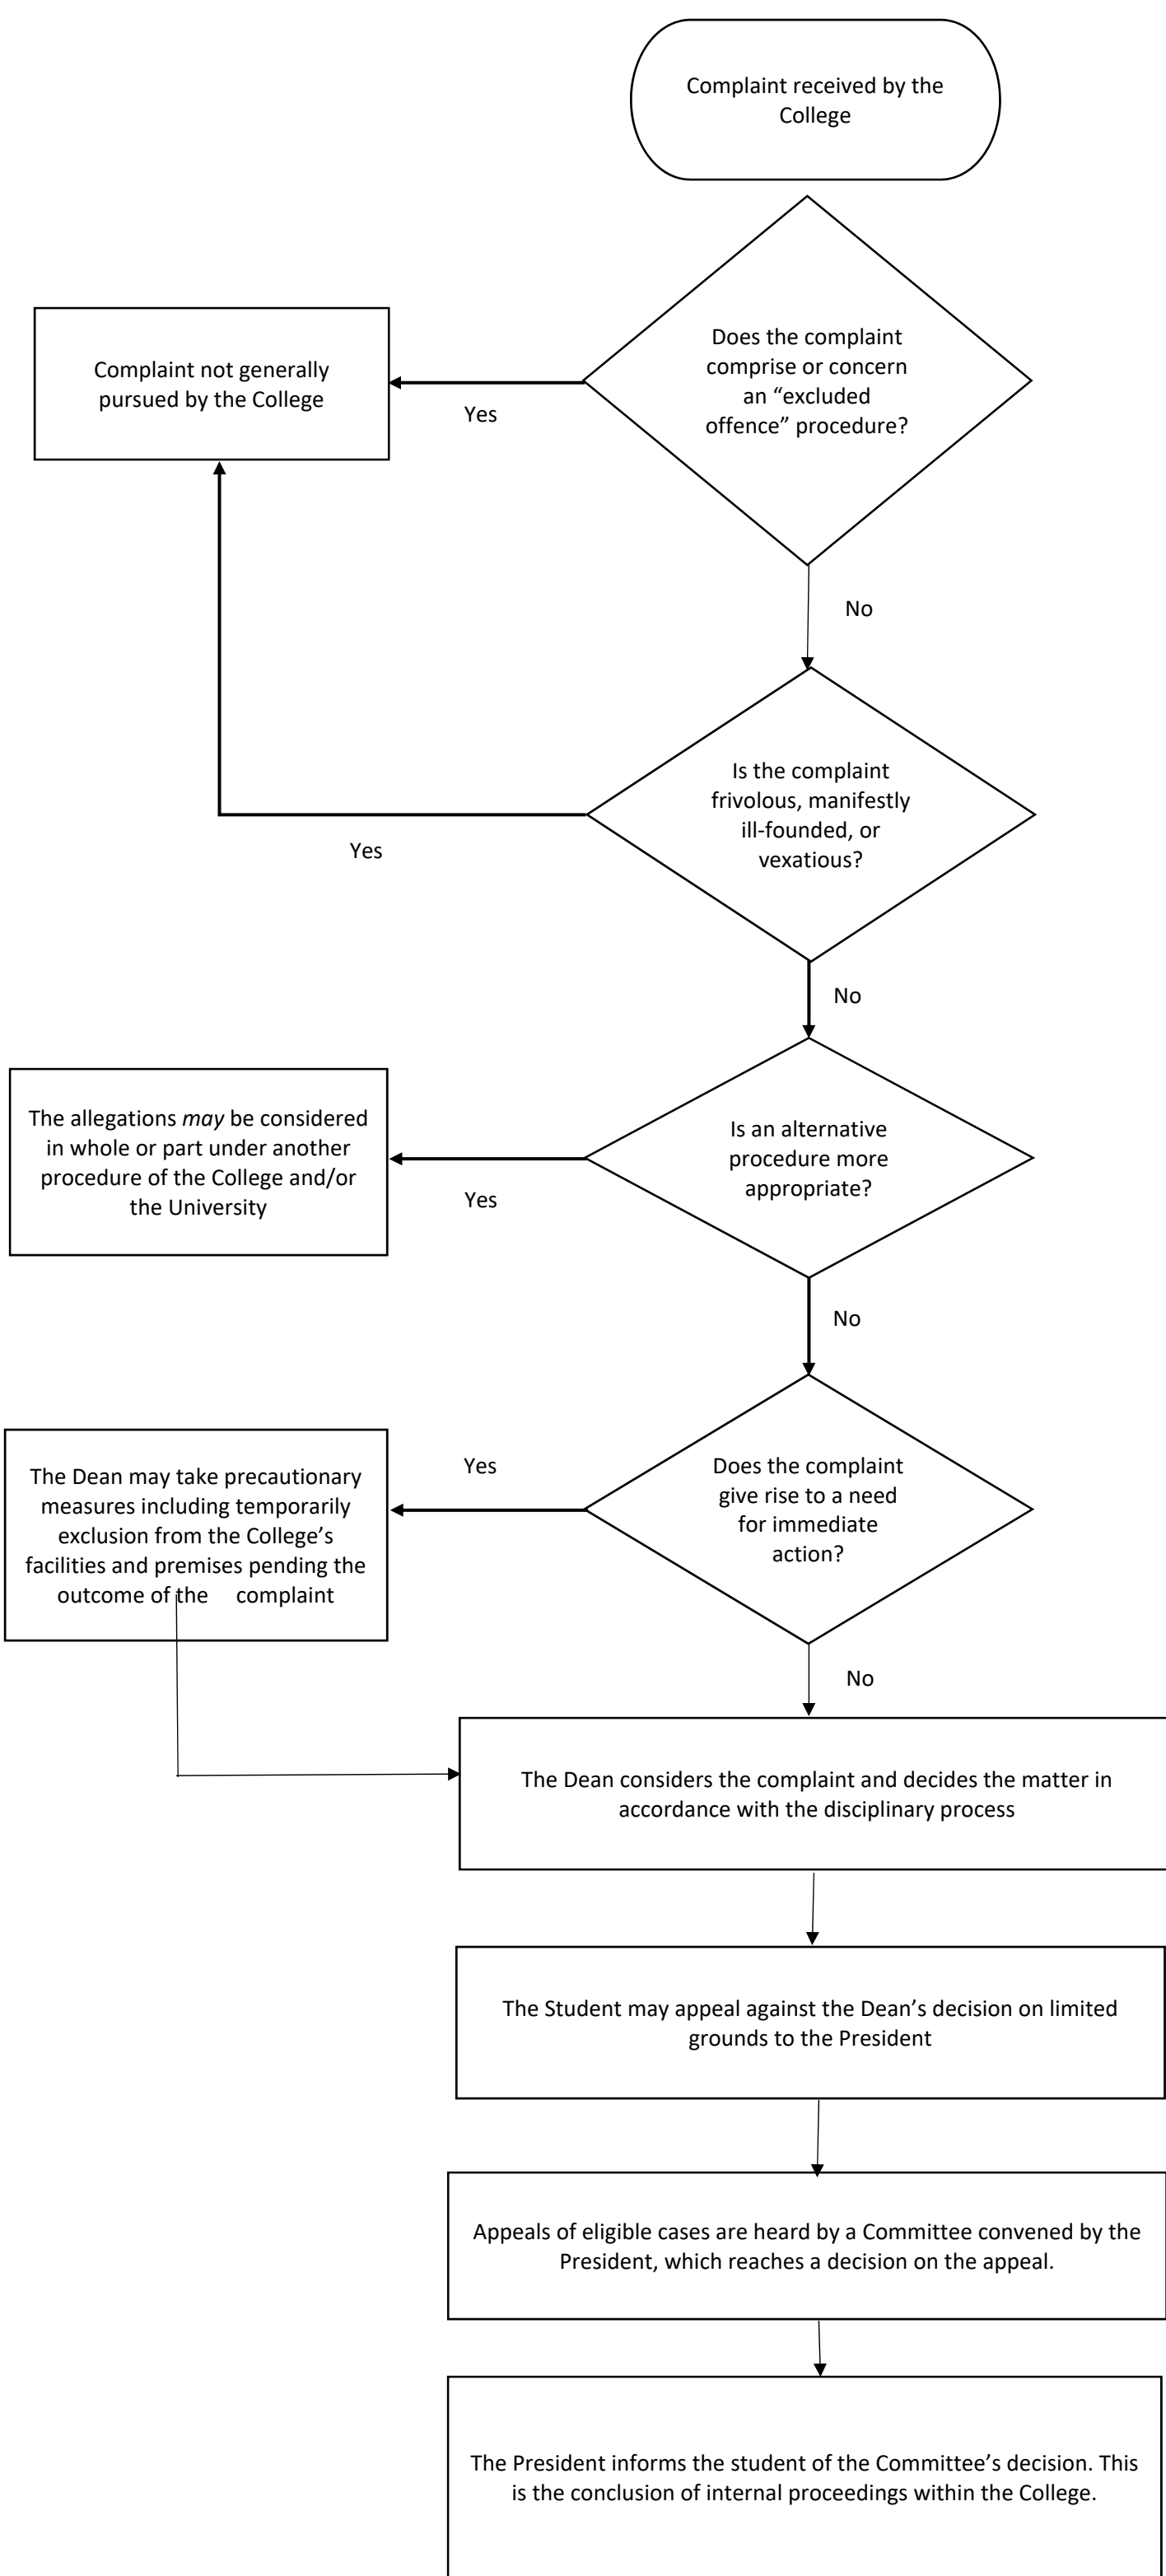 Complaint received by the
College
Does the complaint
comprise or concern
an “excluded
offence” procedure?
Complaint not generally
pursued by the College
Yes
No
Is the complaint
frivolous, manifestly
ill-founded, or
vexatious?
Yes
No
Is an alternative
procedure more
appropriate?
The allegations may be considered
in whole or part under another
procedure of the College and/or
the University
Yes
No
Does the complaint
give rise to a need
for immediate
action?
Yes
The Dean may take precautionary
measures including temporarily
exclusion from the College’s
facilities and premises pending the
outcome of the complaint
No
The Dean considers the complaint and decides the matter in
accordance with the disciplinary process
The Student may appeal against the Dean’s decision on limited
grounds to the President
Appeals of eligible cases are heard by a Committee convened by the
President, which reaches a decision on the appeal.
The President informs the student of the Committee’s decision. This
is the conclusion of internal proceedings within the College.